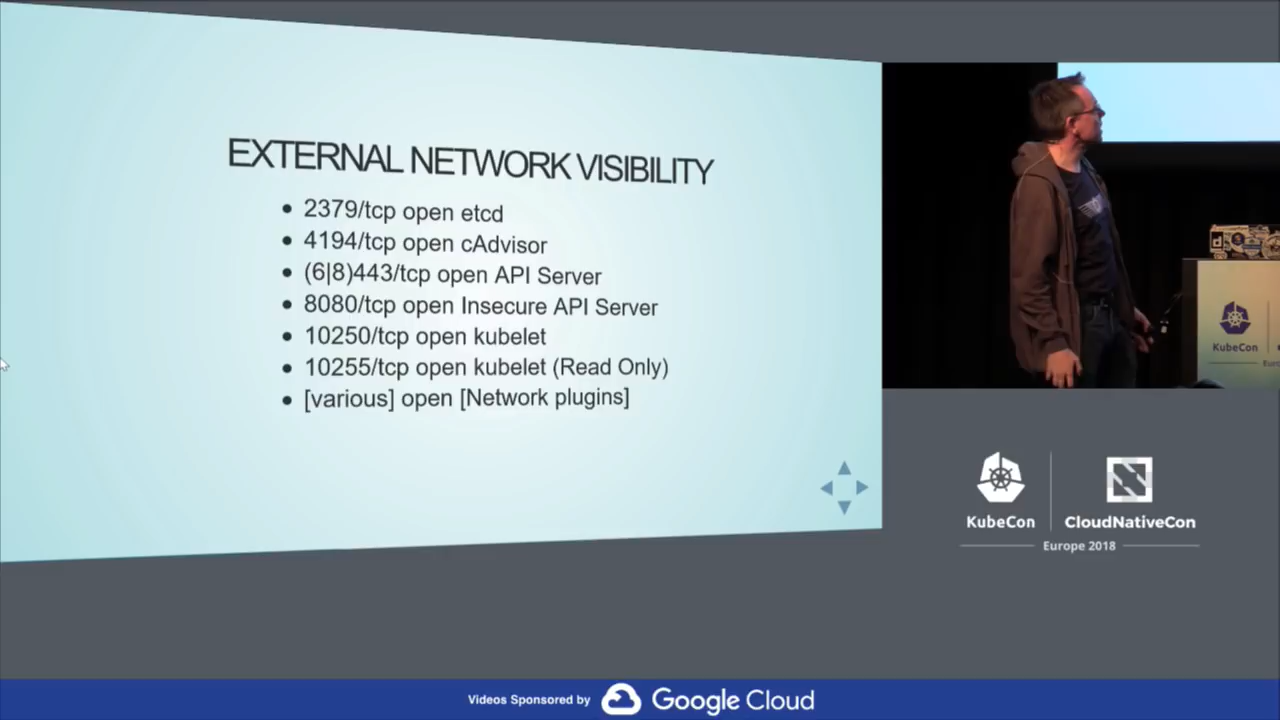 EXTERNAL NETWORK VISIBILITY
• 2379/tcp open etcd
• 4194/tcp open cAdvisor
• (6|8)443/tcp open API Server
• 8080/tcp open Insecure API Server
• 10250/tcp open kubelet
• 10255/tcp open kubelet (Read Only)
• [various] open [Network plugins]
KubeCon
KubeCon
CloudNativeCon
Europe 2018
Videos Sponsored by Google Cloud